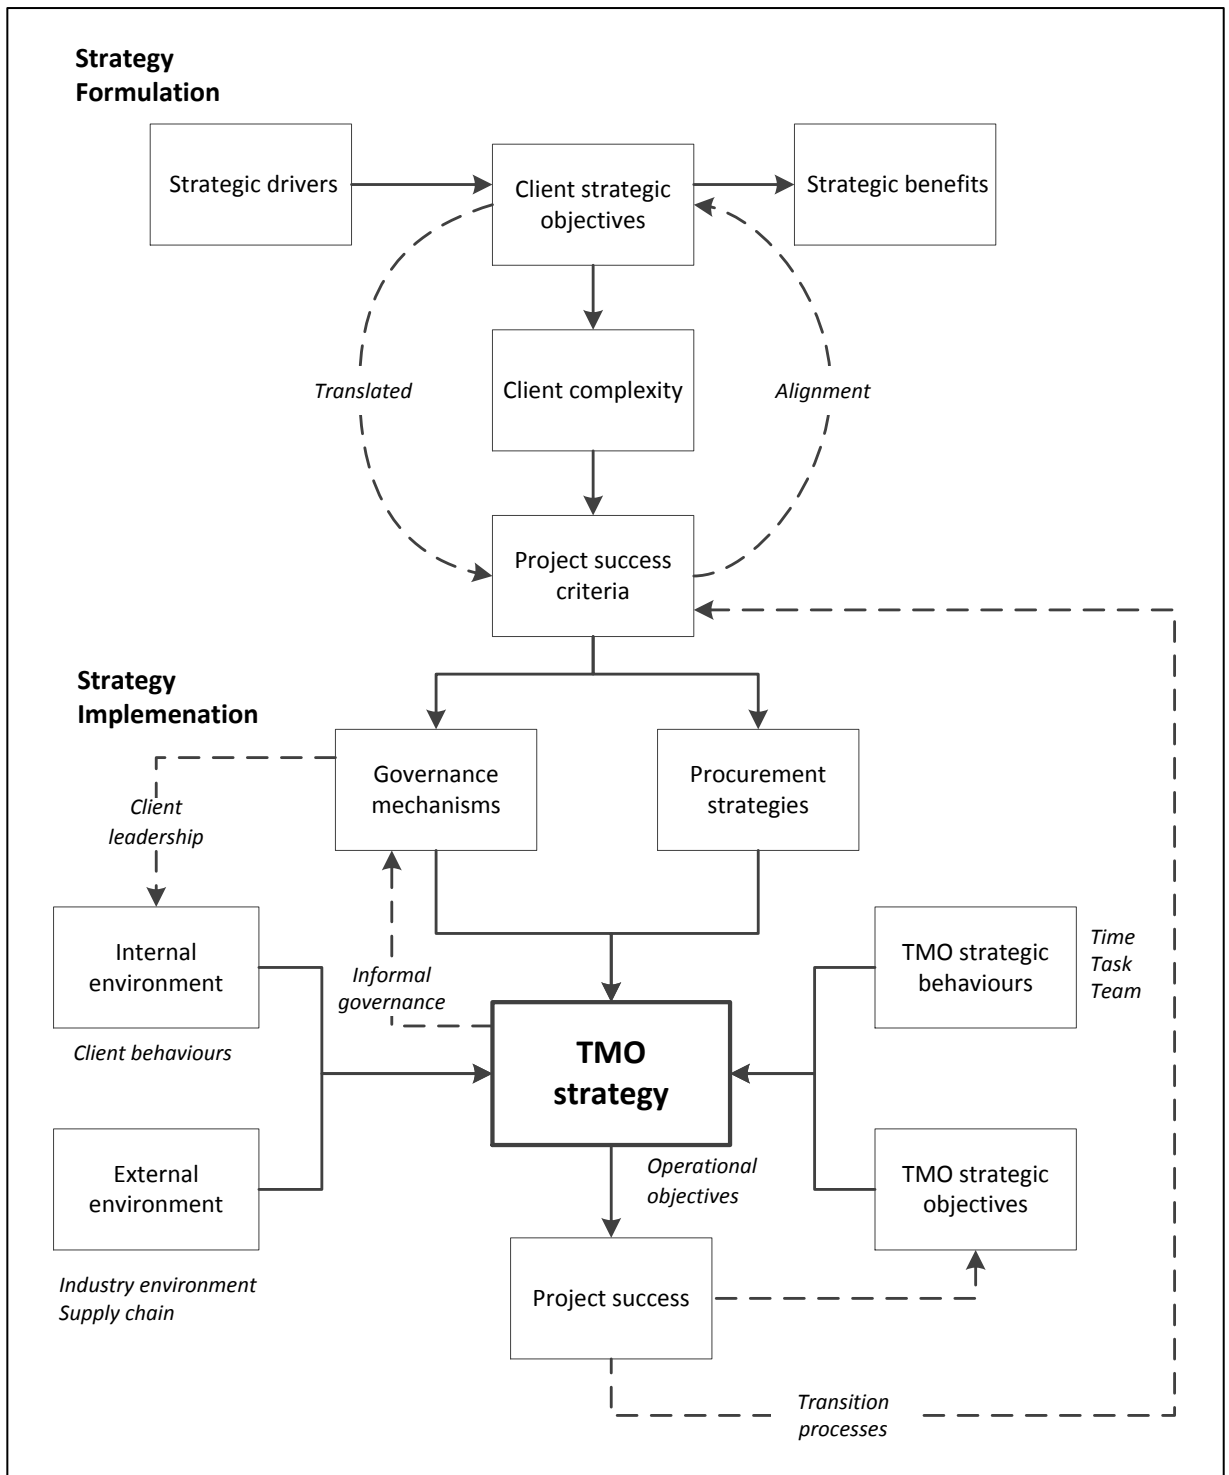 Strategy
Formulation
Strategic drivers
Client strategic
objectives
Strategic benefits
Translated
Client complexity
Alignment
Project success
criteria
Strategy
Implemenation
Governance
mechanisms
Procurement
strategies
Client
leadership
Internal
environment
Client behaviours
Informal
governance
TMO strategic
behaviours
Time
Task
Team
TMO
strategy
External
environment
Industry environment
Supply chain
Operational
objectives
TMO strategic
objectives
Project success
Transition
processes